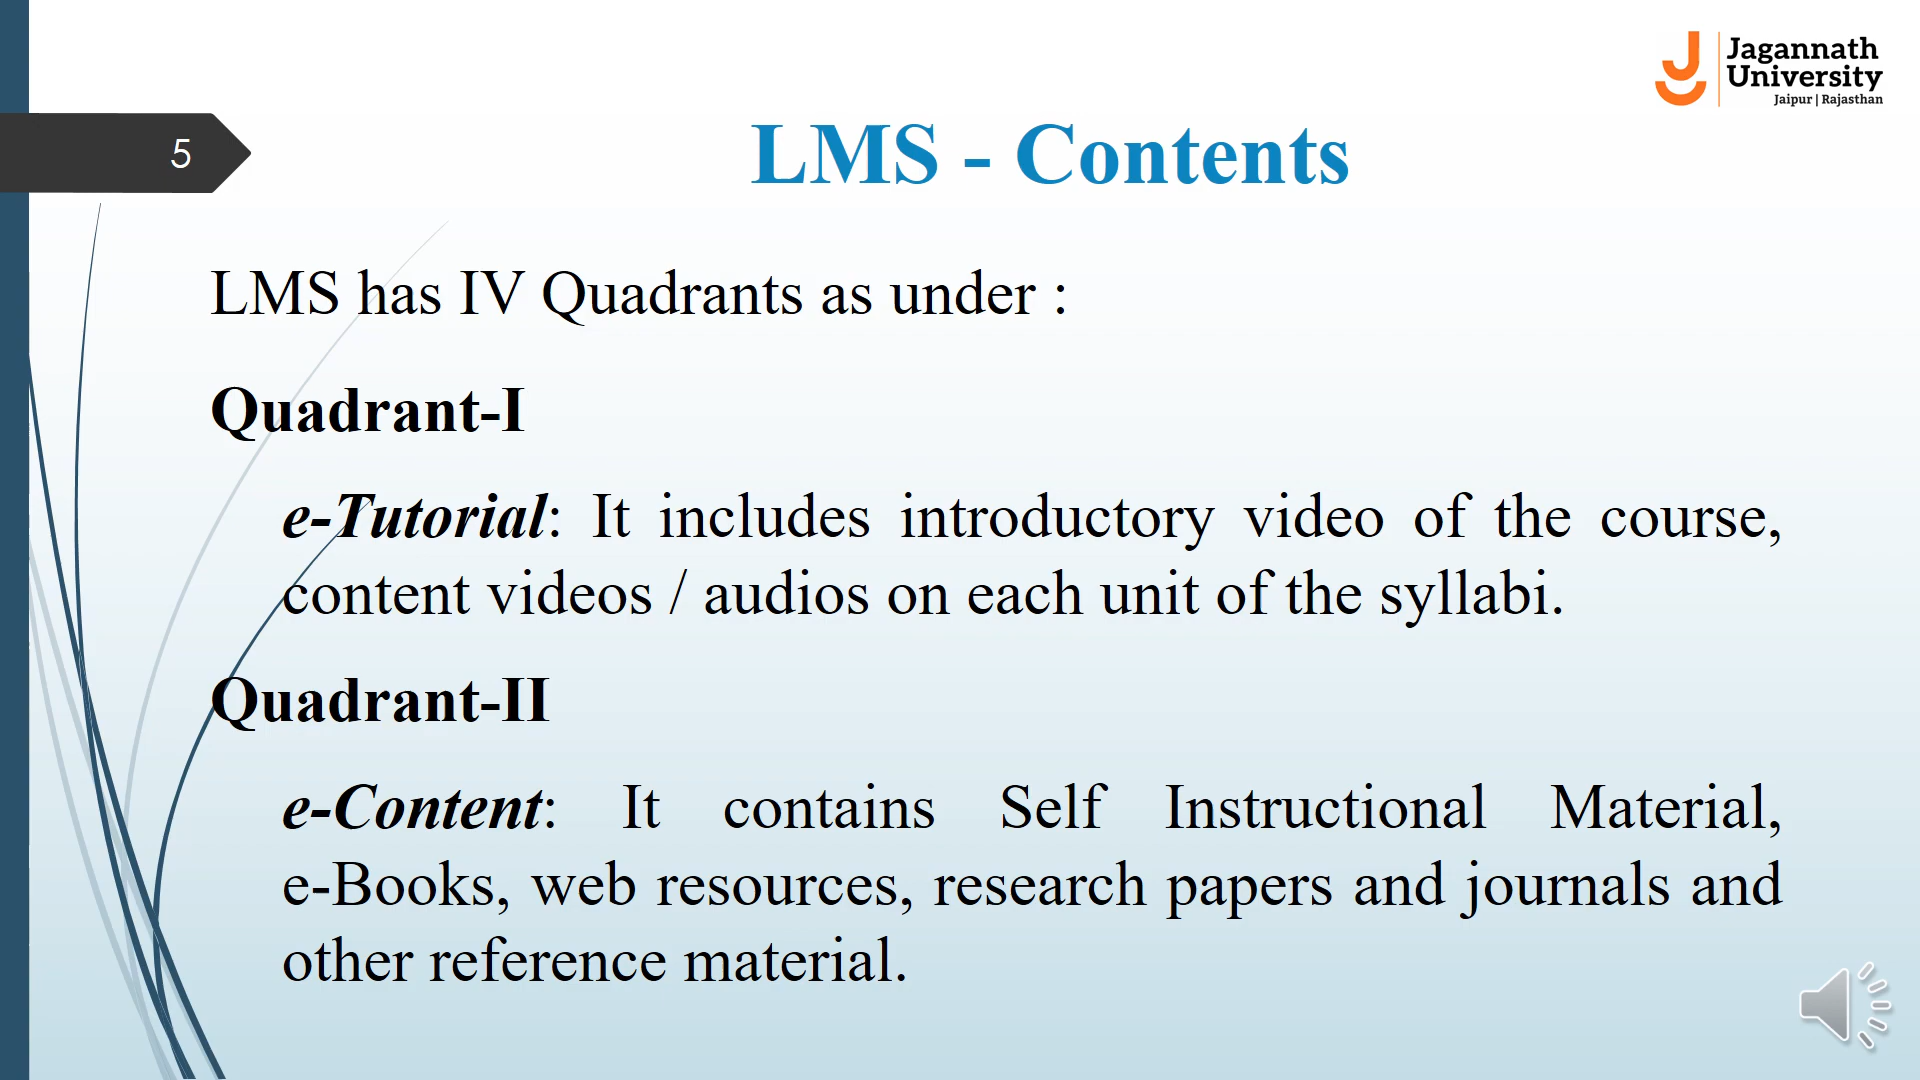 Jagannath
University
Jaipur | Rajasthan
5
LMS - Contents
LMS has IV Quadrants as under :
Quadrant-I
e-Tutorial: It includes introductory video of the course,
content videos / audios on each unit of the syllabi.
Quadrant-II
e-Content: It contains Self Instructional Material,
e-Books, web resources, research papers and journals and
other reference material.